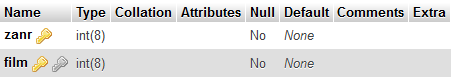 Name Type Collation Attributes Null Default Comments Extra
zanr int(8) No None
film int(8) No None